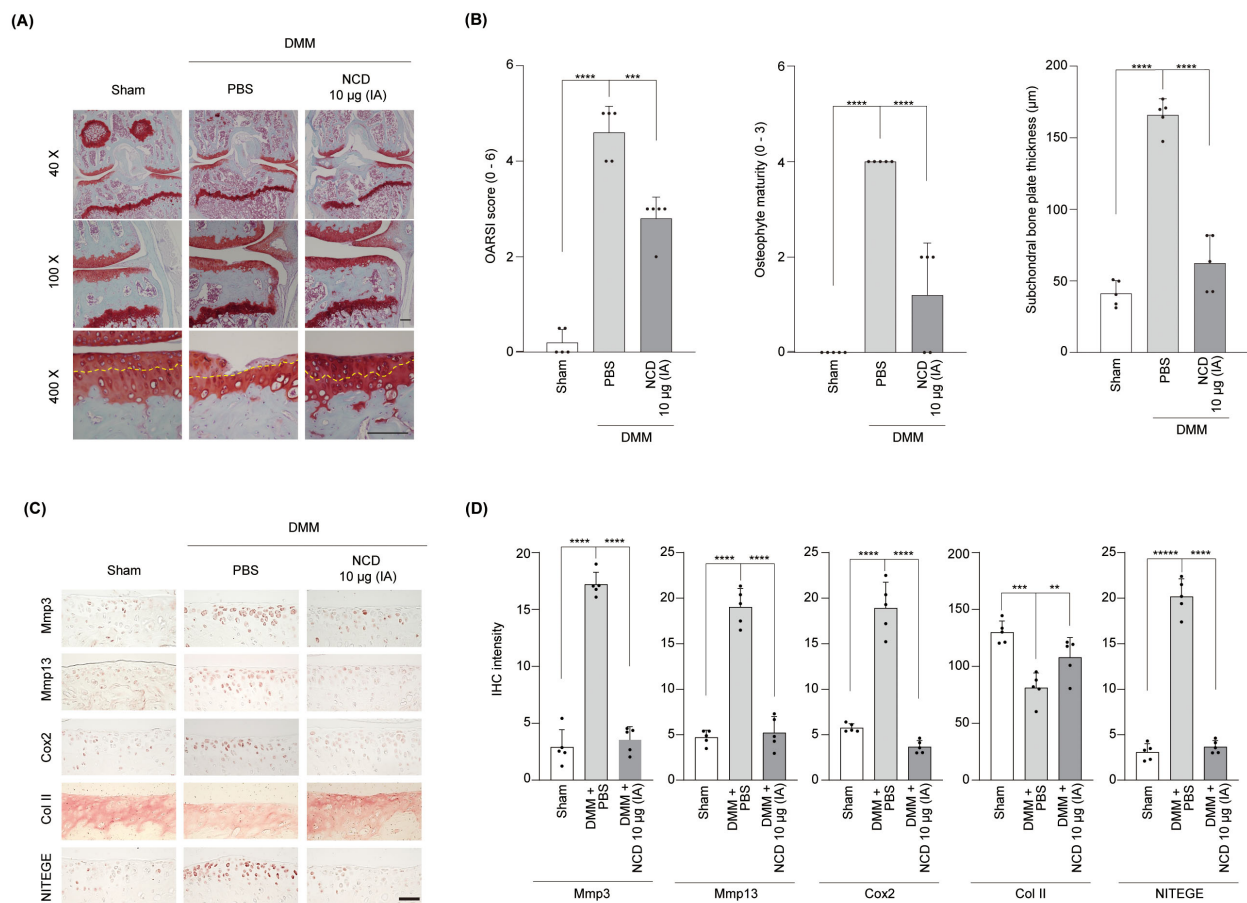 (A)
DMM
Sham
PBS
NCD
10 µg (IA)
40 X
100 X
400 X
(B)
OARSI score (0 - 6)
6
4
2
0
****
***
Sham
PBS
NCD
10 µg (IA)
DMM
Osteophyte maturity (0 - 3)
6
4
2
0
****
****
Sham
PBS
NCD
10 µg (IA)
DMM
Subchondral bone plate thickness (µm)
200
150
100
50
0
****
****
Sham
PBS
NCD
10 µg (IA)
DMM
(C)
DMM
Sham
PBS
NCD
10 µg (IA)
Mmp3
Mmp13
Cox2
Col II
NITEGE
(D)
IHC intensity
20
15
10
5
0
****
****
Sham
DMM +
PBS
DMM +
NCD 10 µg (IA)
Mmp3
25
20
15
10
5
0
****
****
Sham
DMM +
PBS
DMM +
NCD 10 µg (IA)
Mmp13
25
20
15
10
5
0
****
****
Sham
DMM +
PBS
DMM +
NCD 10 µg (IA)
Cox2
200
150
100
50
0
***
**
Sham
DMM +
PBS
DMM +
NCD 10 µg (IA)
Col II
25
20
15
10
5
0
*****
****
Sham
DMM +
PBS
DMM +
NCD 10 µg (IA)
NITEGE